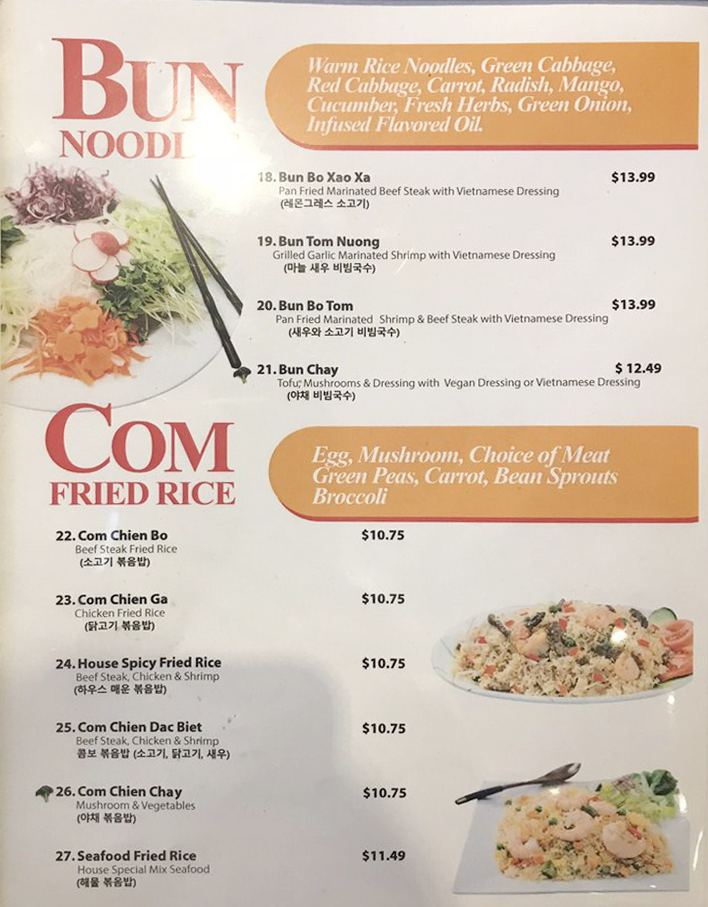 BUN
NOODL
Warm Rice Noodles, Green Cabbage,
Red Cabbage, Carrot, Radish, Mango,
Cucumber, Fresh Herbs, Green Onion,
Infused Flavored Oil.
18. Bun Bo Xao Xa $13.99
Pan Fried Marinated Beef Steak with Vietnamese Dressing
(레몬그레스 소고기)
19. Bun Tom Nuong $13.99
Grilled Garlic Marinated Shrimp with Vietnamese Dressing
(마늘 새우 비빔국수)
20. Bun Bo Tom $13.99
Pan Fried Marinated Shrimp & Beef Steak with Vietnamese Dressing
(새우와 소고기 비빔국수)
21. Bun Chay $ 12.49
Tofu, Mushrooms & Dressing with Vegan Dressing or Vietnamese Dressing
(야채 비빔국수)
COM
FRIED RICE
Egg, Mushroom, Choice of Meat
Green Peas, Carrot, Bean Sprouts
Broccoli
22. Com Chien Bo $10.75
Beef Steak Fried Rice
(소고기 볶음밥)
23. Com Chien Ga $10.75
Chicken Fried Rice
(닭고기 볶음밥)
24. House Spicy Fried Rice $10.75
Beef Steak, Chicken & Shrimp
(하우스 매운 볶음밥)
25. Com Chien Dac Biet $10.75
Beef Steak, Chicken & Shrimp
콤보 볶음밥 (소고기, 닭고기, 새우)
26. Com Chien Chay $10.75
Mushroom & Vegetables
(야채 볶음밥)
27. Seafood Fried Rice $11.49
House Special Mix Seafood
(해물 볶음밥)